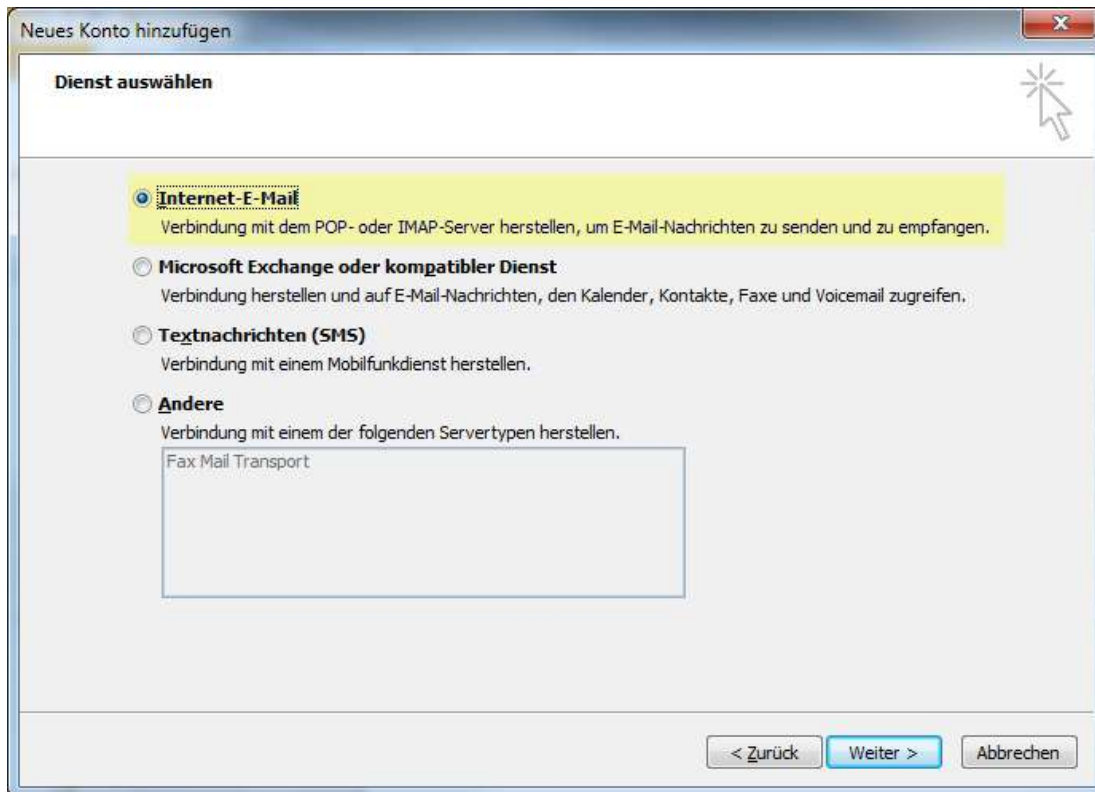 Neues Konto hinzufügen
Dienst auswählen
Internet-E-Mail
Verbindung mit dem POP- oder IMAP-Server herstellen, um E-Mail-Nachrichten zu senden und zu empfangen.
Microsoft Exchange oder kompatibler Dienst
Verbindung herstellen und auf E-Mail-Nachrichten, den Kalender, Kontakte, Faxe und Voicemail zugreifen.
Textnachrichten (SMS)
Verbindung mit einem Mobilfunkdienst herstellen.
Andere
Verbindung mit einem der folgenden Servertypen herstellen.
Fax Mail Transport
< Zurück Weiter > Abbrechen